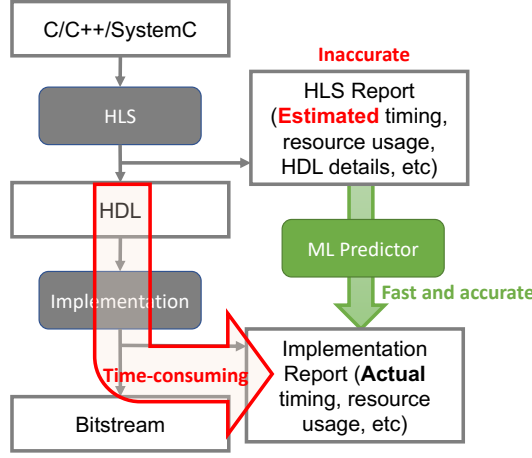 C/C++/SystemC
HLS
Inaccurate
HLS Report
(Estimated timing,
resource usage,
HDL details, etc)
HDL
ML Predictor
Implementation
Fast and accurate
Time-consuming
Implementation
Report (Actual
timing, resource
usage, etc)
Bitstream